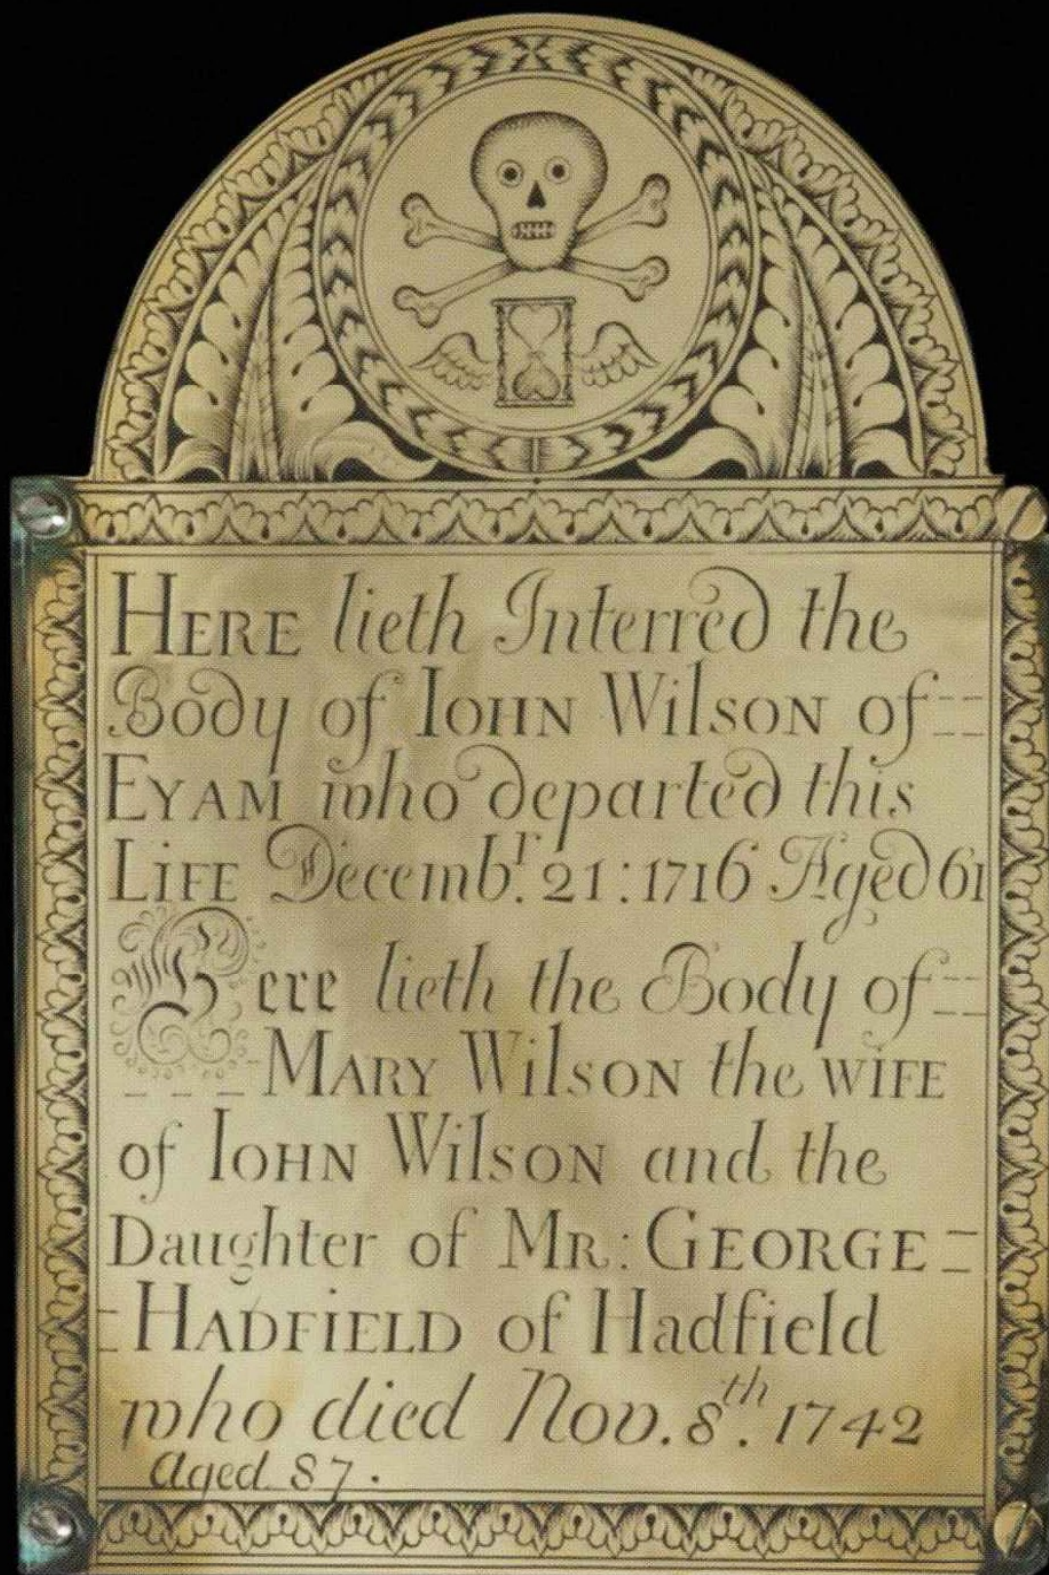 HERE lieth Interred the
Body of IOHN WilsON of
EYAM who departed this
LIFE Decembr. 21: 1716 Aged 61
Here lieth the Body of
MARY WilsON the WiFE
of IOHN WilsON and the
Daughter of MR: GEORGE
HADFiELD of Hadfield
who died Nov. 8th. 1742
Aged 87.